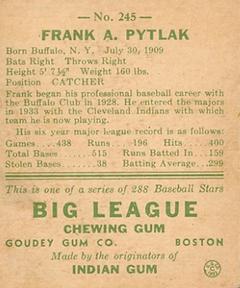 — No. 245 —
FRANK A. PYTLAK
Born Buffalo, N. Y., July 30, 1909
Bats Right Throws Right
Height 5' 7½" Weight 160 lbs.
Position CATCHER
Frank began his professional baseball career with
the Buffalo Club in 1928. He entered the majors
in 1933 with the Cleveland Indians with which
team he is now playing.
His six year major league record is as follows:
Games----438 Runs---196 Hits---400
Total Bases ---- 515 Runs Batted In---159
Stolen Bases---38 Batting Average---.299
This is one of a series of 288 Baseball Stars
BIG LEAGUE
CHEWING GUM
GOUDEY GUM CO. BOSTON
Made by the originators of
INDIAN GUM